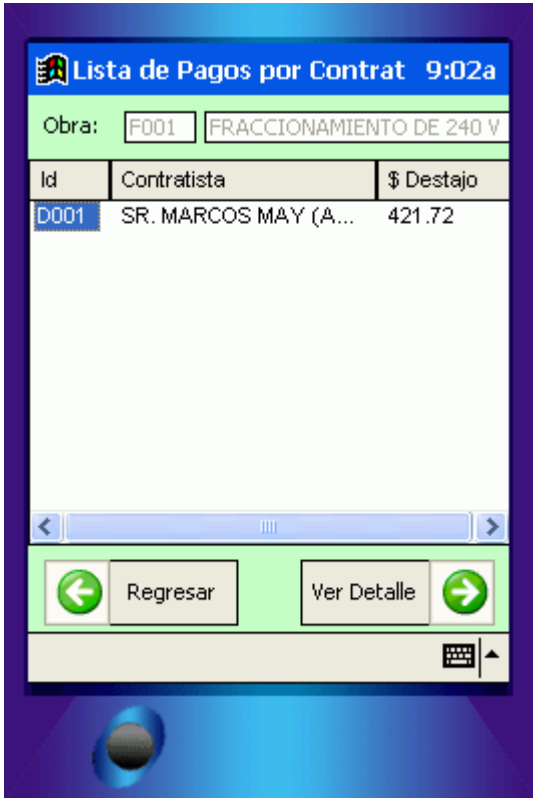 Lista de Pagos por Contrat 9:02a
Obra: F001 FRACCIONAMIENTO DE 240 V
Id Contratista $ Destajo
D001 SR. MARCOS MAY (A... 421.72
Regresar Ver Detalle